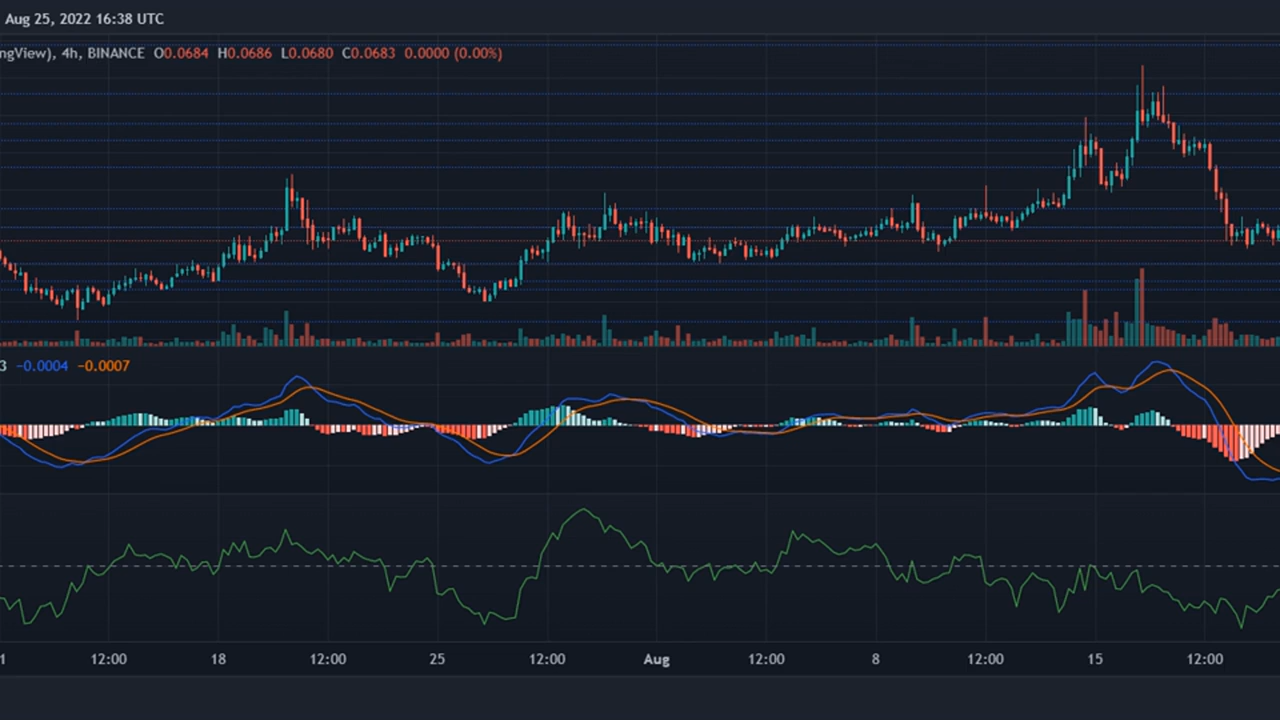 Aug 25, 2022 16:38 UTC
ngView), 4h, BINANCE O0.0684 H0.0686 L0.0680 C0.0683 0.0000 (0.00%)
3 −0.0004 −0.0007
1 12:00 18 12:00 25 12:00 Aug 12:00 8 12:00 15 12:00